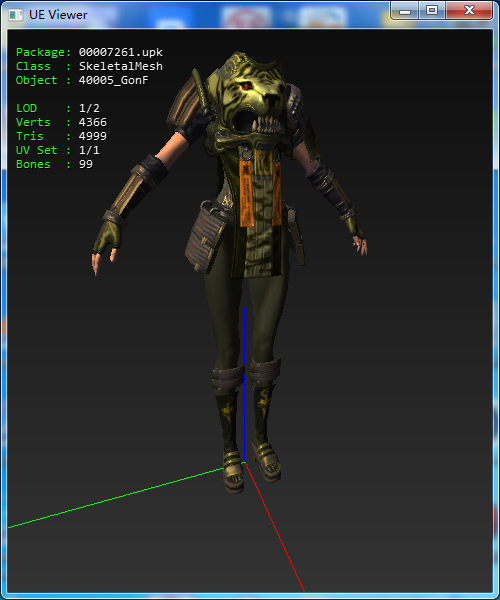 UE Viewer
Package: 00007261.upk
Class : SkeletalMesh
Object : 40005_GonF
LOD : 1/2
Verts : 4366
Tris : 4999
UV Set : 1/1
Bones : 99